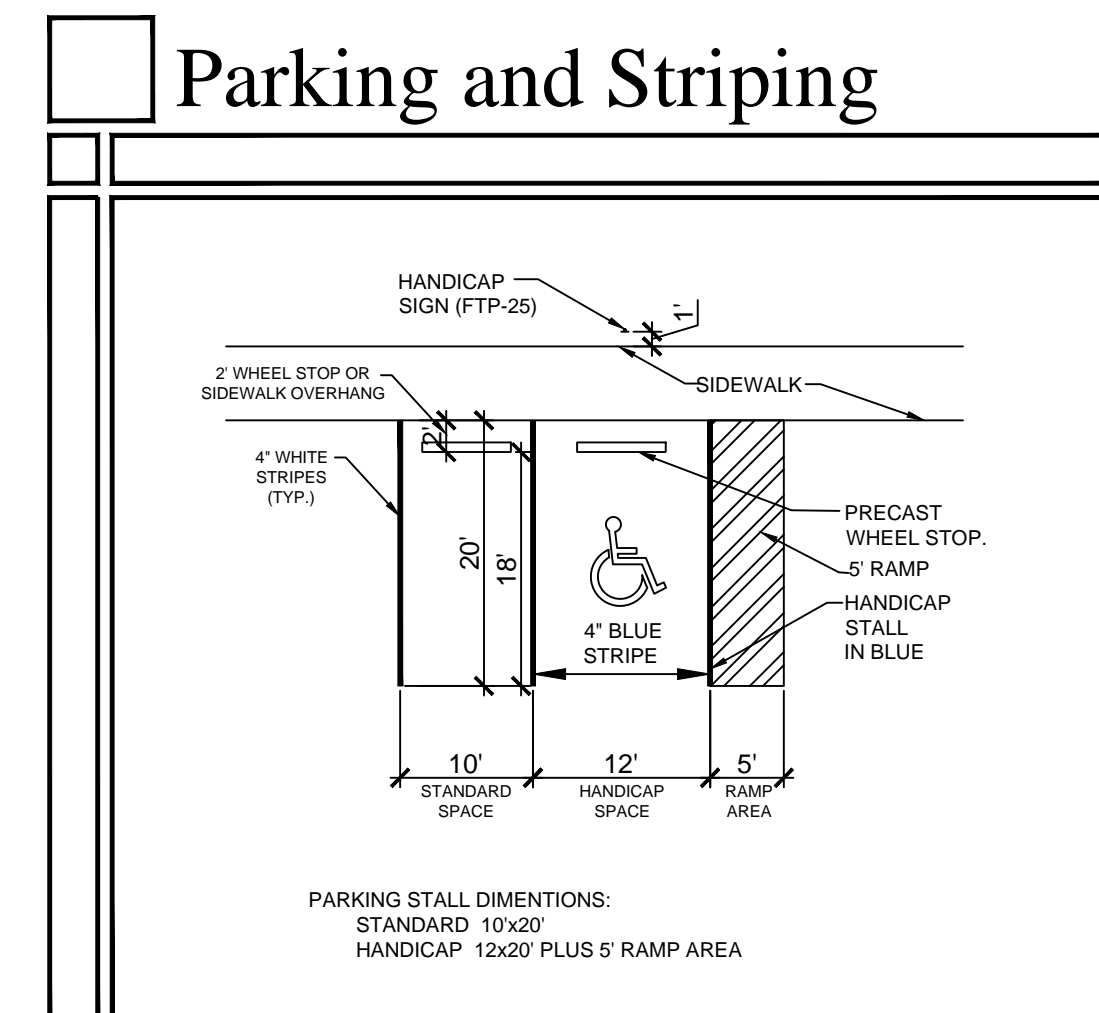 Parking and Striping
HANDICAP
SIGN (FTP-25)
1'
2' WHEEL STOP OR
SIDEWALK OVERHANG
SIDEWALK
2'
4" WHITE
STRIPES
(TYP.)
20'
18'
PRECAST
WHEEL STOP.
5' RAMP
HANDICAP
STALL
IN BLUE
4" BLUE
STRIPE
10'
STANDARD
SPACE
12'
HANDICAP
SPACE
5'
RAMP
AREA
PARKING STALL DIMENTIONS:
STANDARD 10'x20'
HANDICAP 12x20' PLUS 5' RAMP AREA